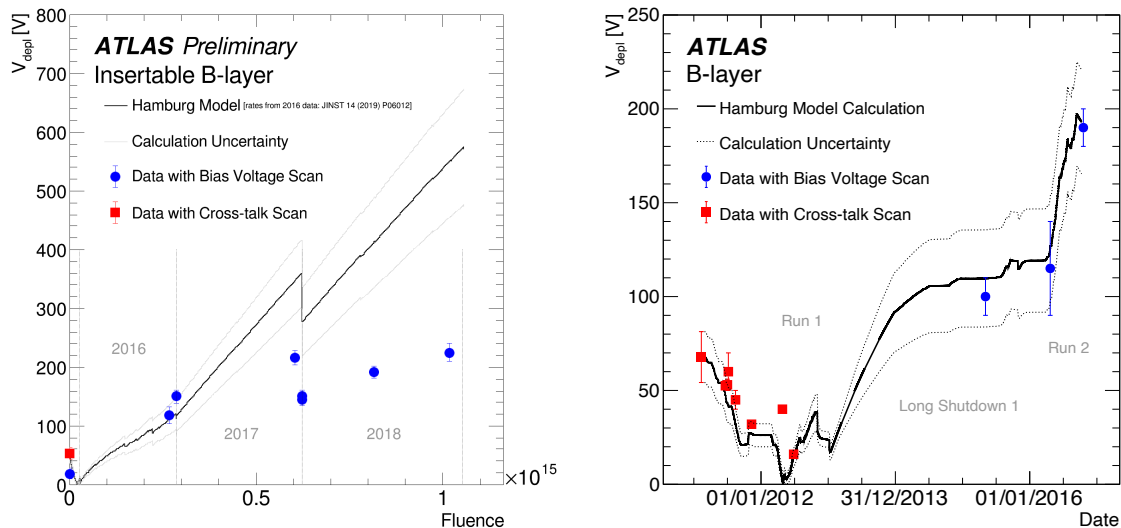 V_depl [V]
800
700
600
500
400
300
200
100
0
ATLAS Preliminary
Insertable B-layer
Hamburg Model [rates from 2016 data: JINST 14 (2019) P06012]
Calculation Uncertainty
Data with Bias Voltage Scan
Data with Cross-talk Scan
2016
2017
2018
0
0.5
1
×10^15
Fluence
V_depl [V]
250
200
150
100
50
0
ATLAS
B-layer
Hamburg Model Calculation
Calculation Uncertainty
Data with Bias Voltage Scan
Data with Cross-talk Scan
Run 1
Run 2
Long Shutdown 1
01/01/2012
31/12/2013
01/01/2016
Date